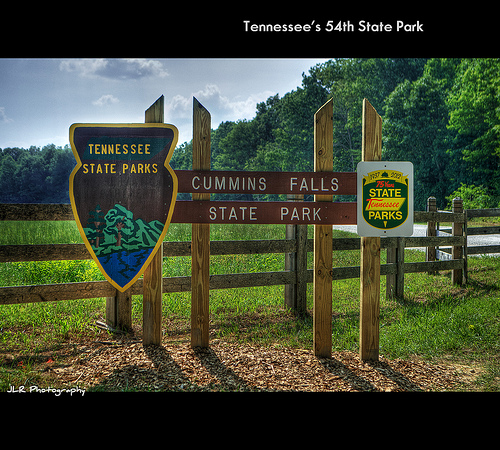 Tennessee's 54th State Park
TENNESSEE
STATE PARKS
CUMMINS FALLS
STATE PARK
STATE
Tennessee
PARKS
JLR Photography